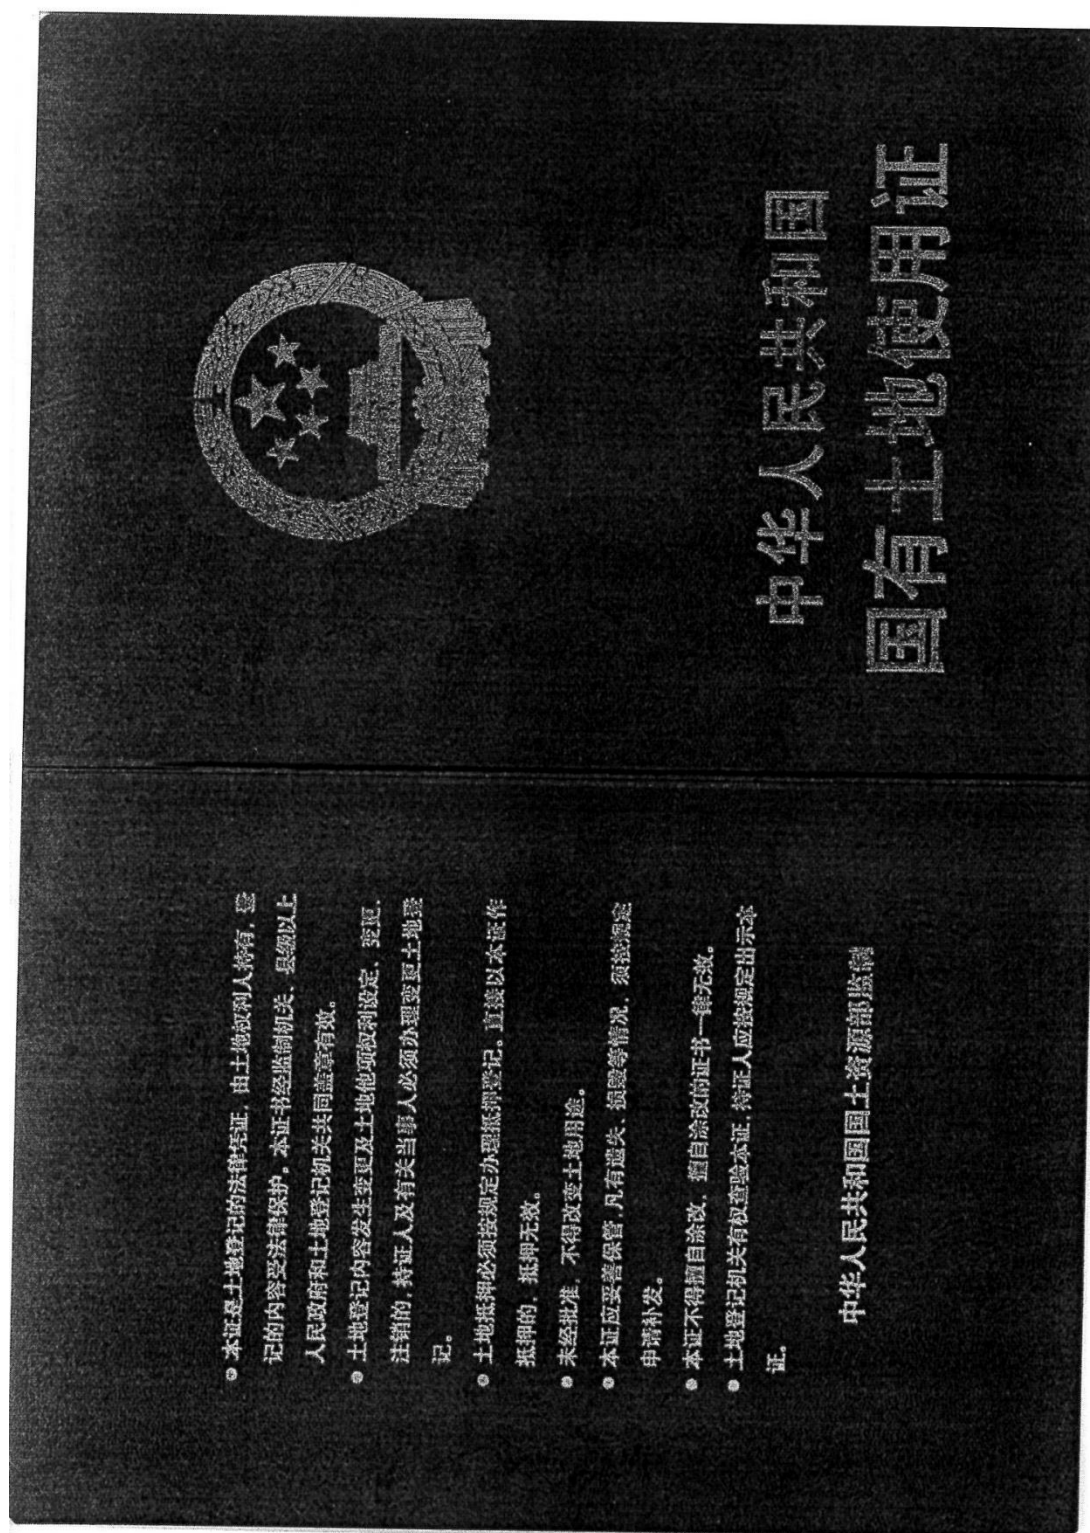 中华人民共和国
国有土地使用证
● 本证是土地登记的法律凭证，由土地权利人持有，登
记的内容受法律保护。本证书经监制机关、县级以上
人民政府和土地登记机关共同盖章有效。
● 土地登记内容发生变更及土地他项权利设定、变更、
注销的，持证人及有关当事人必须办理变更土地登
记。
● 土地抵押必须按规定办理抵押登记。直接以本证作
抵押的，抵押无效。
● 未经批准，不得改变土地用途。
● 本证应妥善保管，凡有遗失、损毁等情况，须按规定
申请补发。
● 本证不得擅自涂改，擅自涂改的证书一律无效。
● 土地登记机关有权查验本证，持证人应按规定出示本
证。
中华人民共和国国土资源部监制